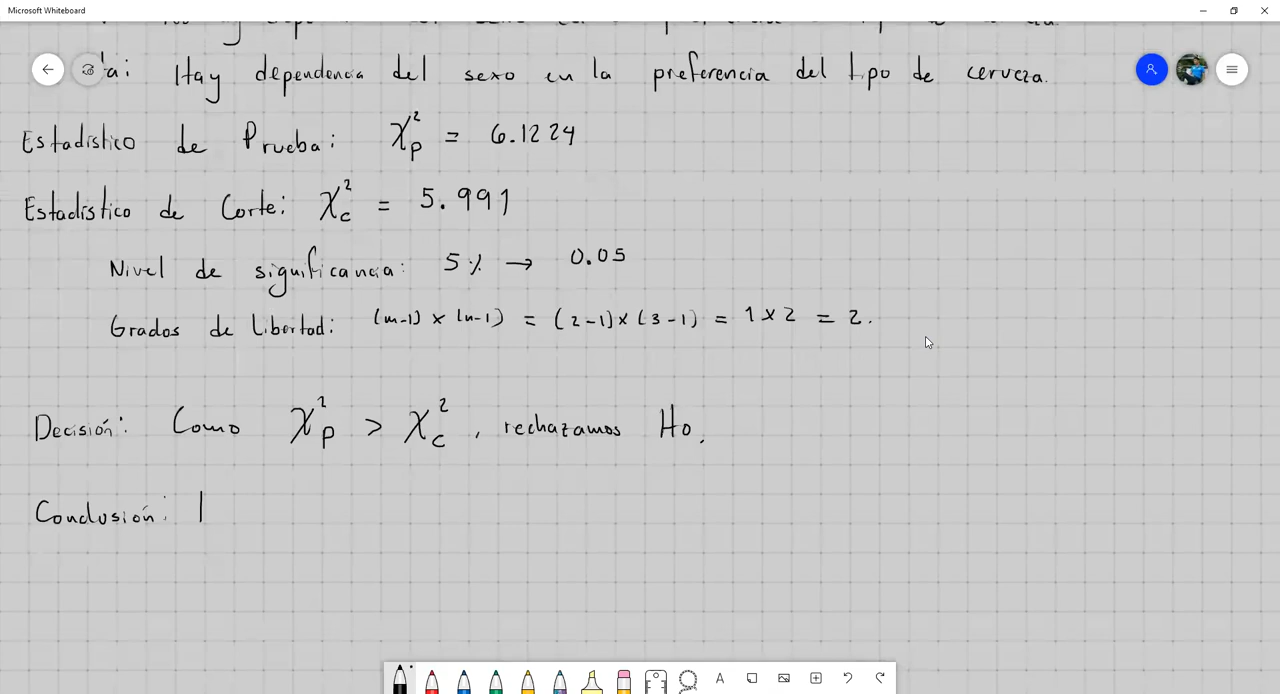 Microsoft Whiteboard
Hay dependencia del sexo en la preferencia del tipo de cerveza.
Estadístico de Prueba: χ²p = 6.1224
Estadístico de Corte: χ²c = 5.991
Nivel de significancia: 5% → 0.05
Grados de Libertad: (m-1) x (n-1) = (2-1) x (3-1) = 1 x 2 = 2.
Decisión: Como χ²p > χ²c, rechazamos Ho.
Conclusión:
A